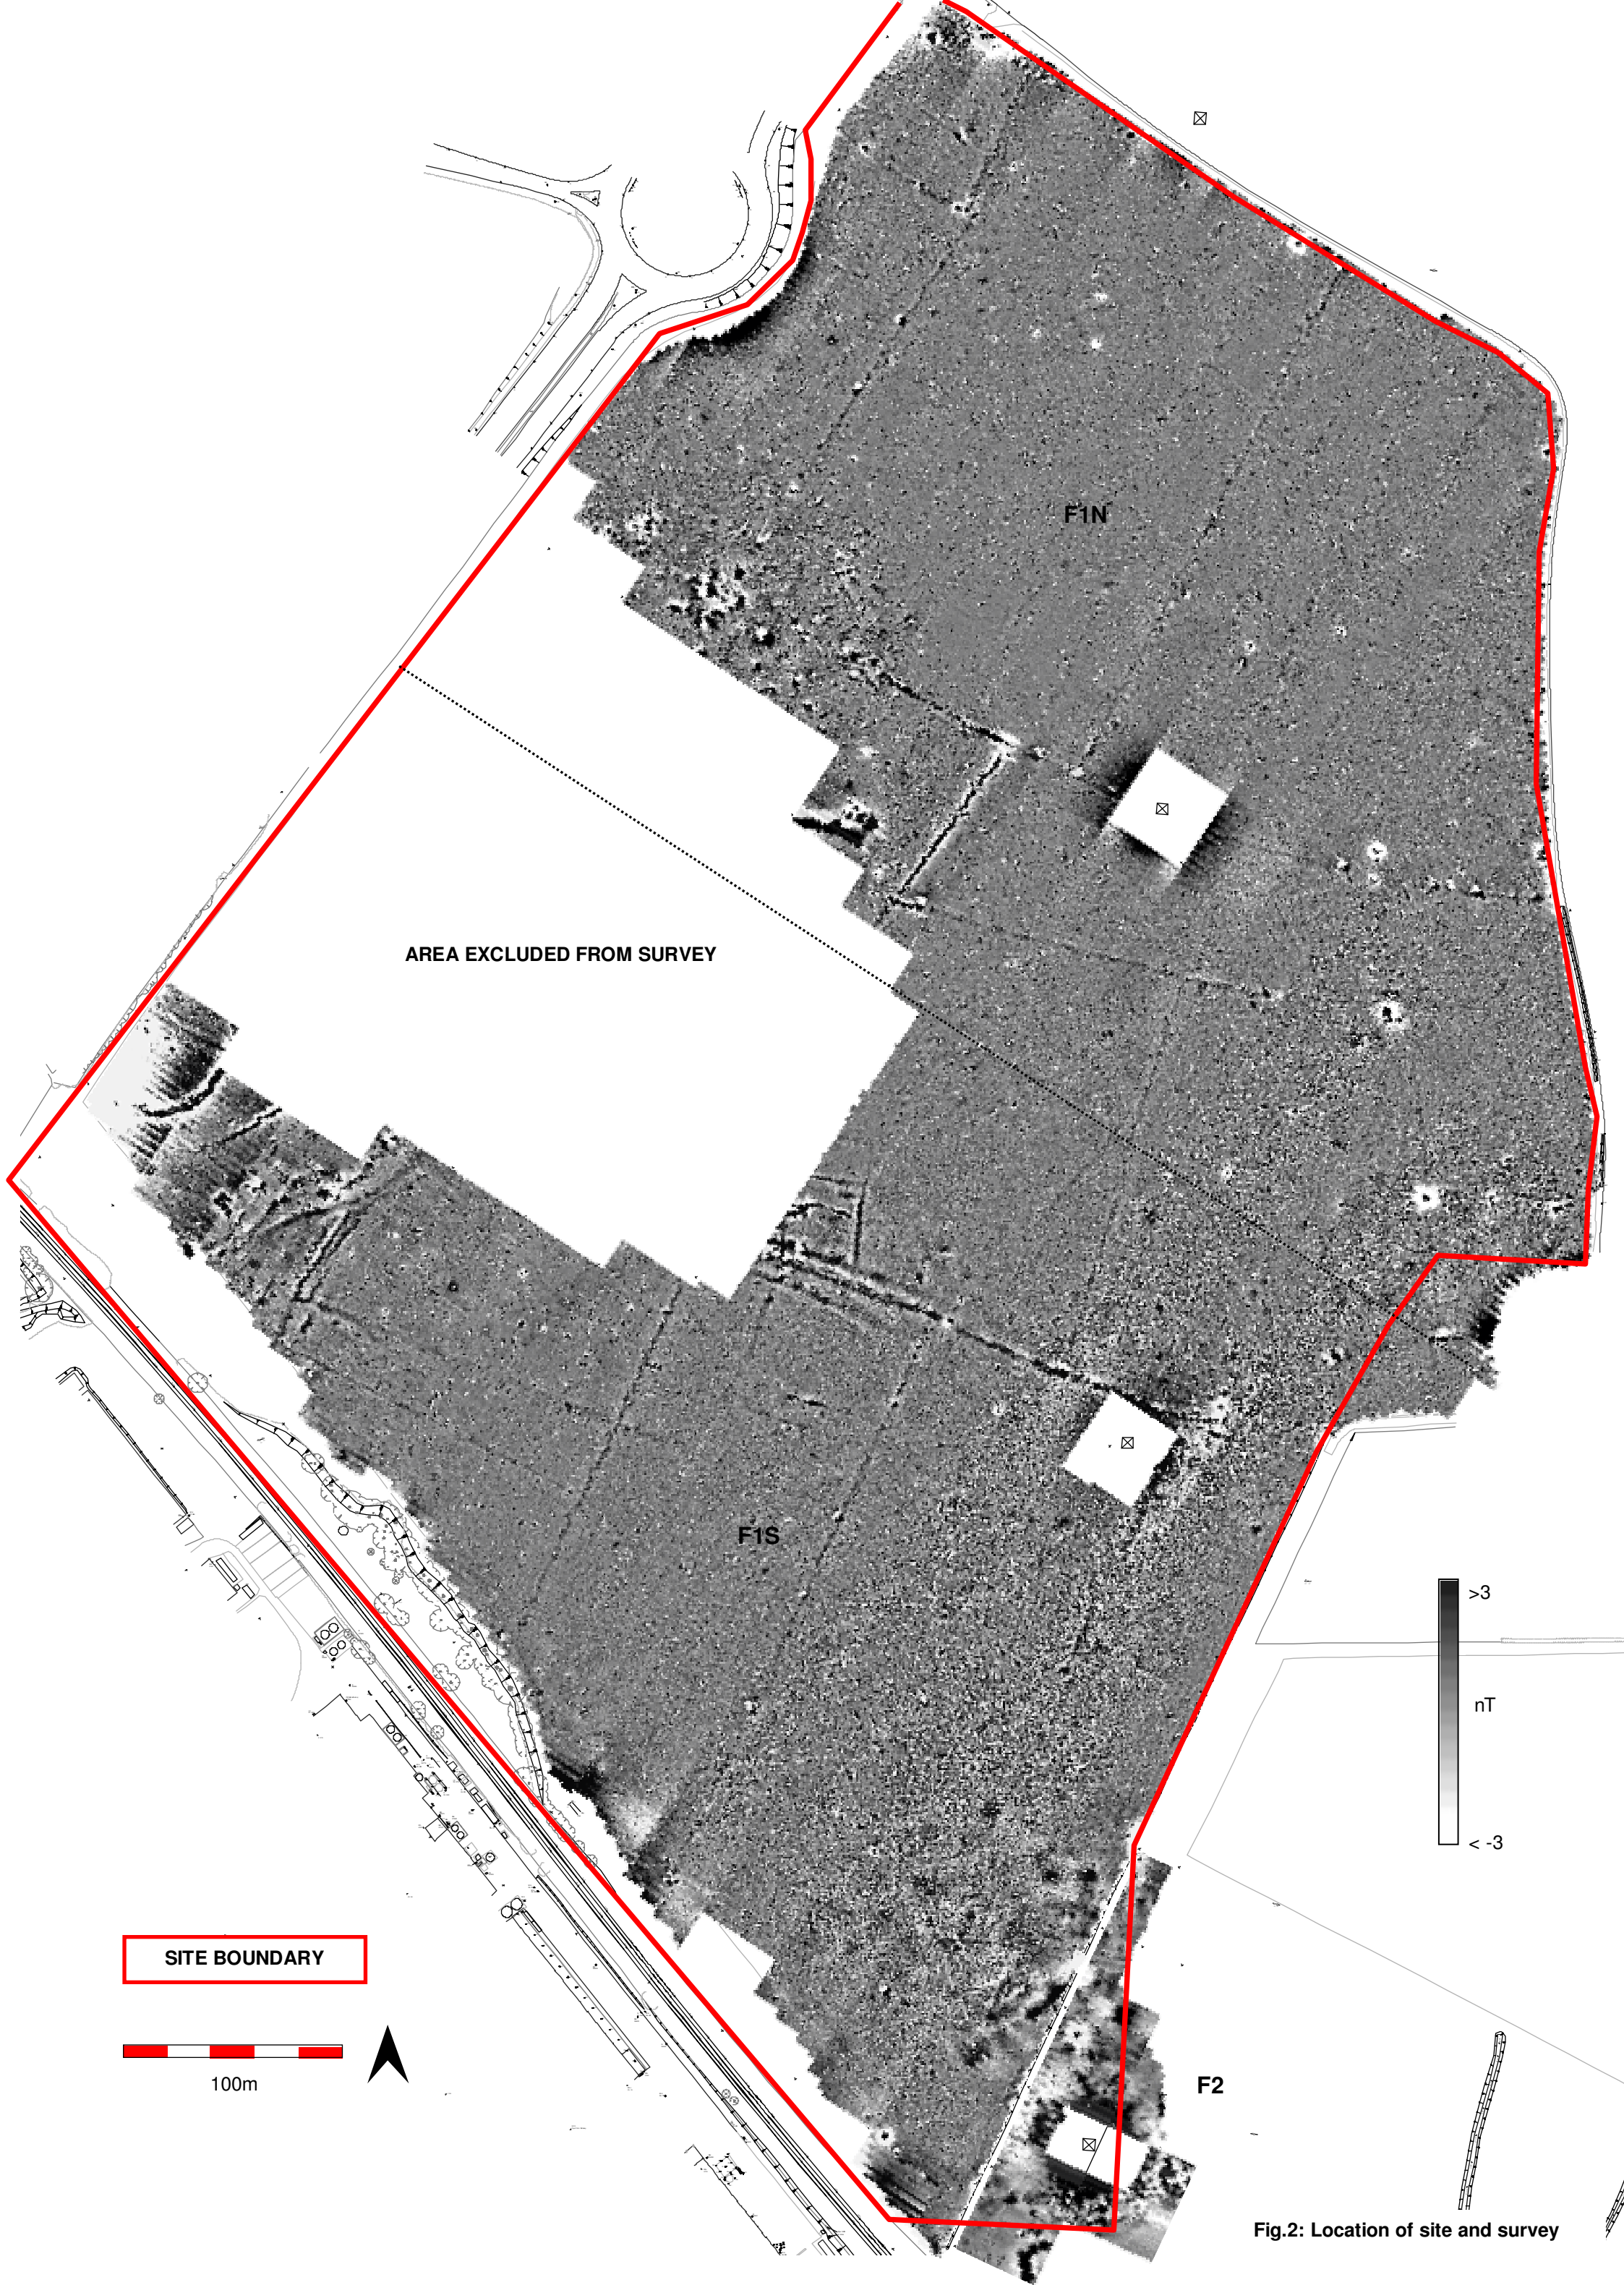 F1N
AREA EXCLUDED FROM SURVEY
F1S
>3
nT
< -3
SITE BOUNDARY
100m
F2
Fig.2: Location of site and survey